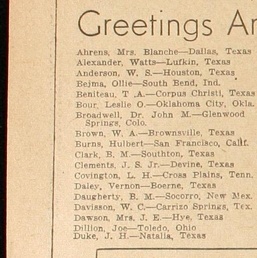 Greetings Ar
Ahrens, Mrs. Blanche—Dallas, Texas
Alexander, Watts—Lufkin, Texas
Anderson, W. S.—Houston, Texas
Bejma, Ollie—South Bend, Ind.
Beniteau, T .A.—Corpus Christi, Texas
Bour, Leslie O.—Oklahoma City, Okla.
Broadwell, Dr. John M.—Glenwood
Springs, Colo.
Brown, W. A.—Brownsville, Texas
Burns, Hulbert—San Francisco, Calif.
Clark, B. M.—Southton, Texas
Clements, J. S. Jr.—Devine, Texas
Covington, L. H.—Cross Plains, Tenn.
Daley, Vernon—Boerne, Texas
Daugherty, B. M.—Socorro, New Mex.
Davisson, W. C.—Carrizo Springs, Tex.
Dawson, Mrs. J. E.—Hye, Texas
Dillion, Joe—Toledo, Ohio
Duke, J. H.—Natalia, Texas